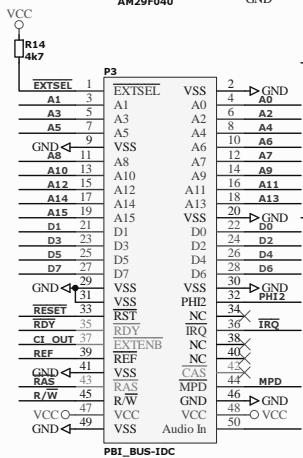 AM29F040
GND
VCC
R14
4k7
P3
EXTSEL 1 EXTSEL VSS 2 GND
A1 3 A1 A0 4 A0
A3 5 A3 A2 6 A2
A5 7 A5 A4 8 A4
GND 9 VSS A6 10 A6
A8 11 A8 A7 12 A7
A10 13 A10 A9 14 A9
A12 15 A12 A11 16 A11
A14 17 A14 A13 18 A13
A15 19 A15 VSS 20 GND
D1 21 D1 D0 22 D0
D3 23 D3 D2 24 D2
D5 25 D5 D4 26 D4
D7 27 D7 D6 28 D6
GND 29 VSS VSS 30 GND
31 VSS PHI2 32 PHI2
RESET 33 RST NC 34
RDY 35 RDY IRQ 36 IRQ
CI OUT 37 EXTENB NC 38
REF 39 REF NC 40
GND 41 VSS CAS 42
RAS 43 RAS MPD 44 MPD
R/W 45 R/W GND 46 GND
VCC 47 VCC VCC 48 VCC
GND 49 VSS Audio In 50
PBI_BUS-IDC